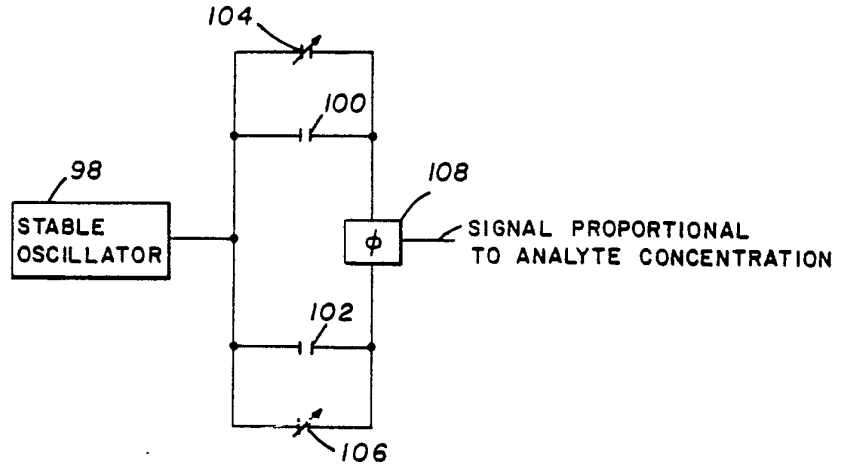 104
100
98
108
STABLE
OSCILLATOR
ϕ
SIGNAL PROPORTIONAL
TO ANALYTE CONCENTRATION
102
106